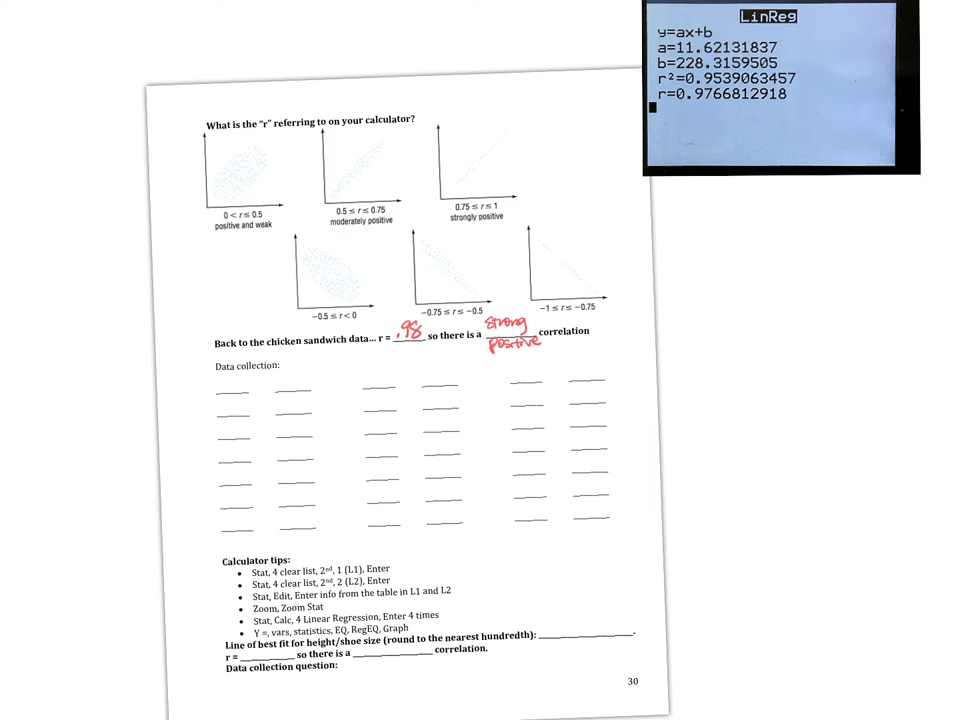 LinReg
y=ax+b
a=11.62131837
b=228.3159505
r²=0.9539063457
r=0.9766812918
What is the "r" referring to on your calculator?
0 < r ≤ 0.5
positive and weak
0.5 ≤ r ≤ 0.75
moderately positive
0.75 ≤ r ≤ 1
strongly positive
−0.5 ≤ r < 0
−0.75 ≤ r ≤ −0.5
−1 ≤ r ≤ −0.75
Back to the chicken sandwich data... r = .98 so there is a strong positive correlation
Data collection:
Calculator tips:
• Stat, 4 clear list, 2nd, 1 (L1), Enter
• Stat, 4 clear list, 2nd, 2 (L2), Enter
• Stat, Edit, Enter info from the table in L1 and L2
• Zoom, Zoom Stat
• Stat, Calc, 4 Linear Regression, Enter 4 times
• Y =, vars, statistics, EQ, RegEQ, Graph
Line of best fit for height/shoe size (round to the nearest hundredth): ____________________.
r = ___________ so there is a ________________ correlation.
Data collection question:
30